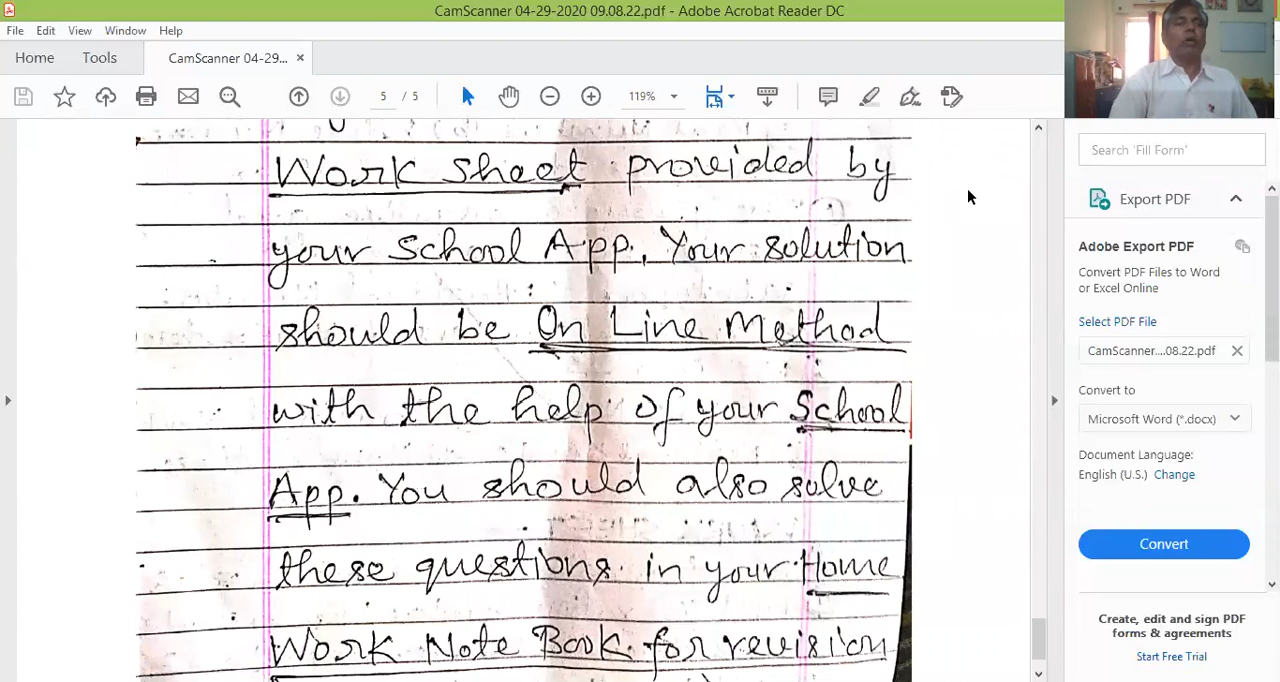 CamScanner 04-29-2020 09.08.22.pdf - Adobe Acrobat Reader DC
File Edit View Window Help
Home Tools CamScanner 04-29... ×
5 / 5 119%
Work sheet provided by
your School App. Your solution
should be On Line Method
with the help of your School
App. You should also solve
these questions in your Home
Work Note Book for revision
Search 'Fill Form'
Export PDF
Adobe Export PDF
Convert PDF Files to Word
or Excel Online
Select PDF File
CamScanner....08.22.pdf ×
Convert to
Microsoft Word (*.docx)
Document Language:
English (U.S.) Change
Convert
Create, edit and sign PDF
forms & agreements
Start Free Trial